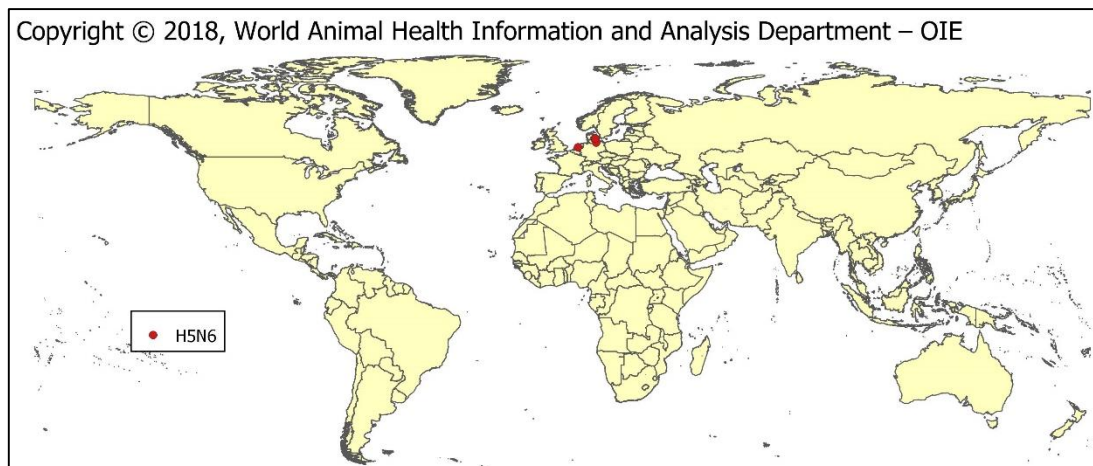 Copyright © 2018, World Animal Health Information and Analysis Department – OIE
H5N6